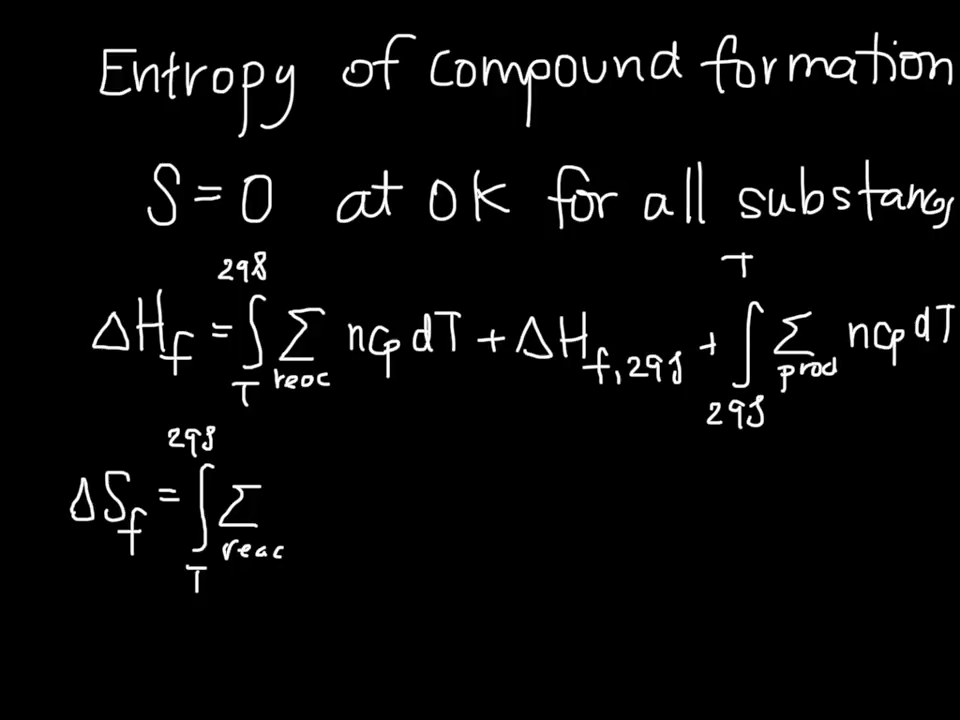 Entropy of compound formation
S = 0 at 0K for all substances
ΔH_f = ∫_T^298 Σ_reac nCp dT + ΔH_f,298 + ∫_298^T Σ_prod nCp dT
ΔS_f = ∫_T^298 Σ_reac